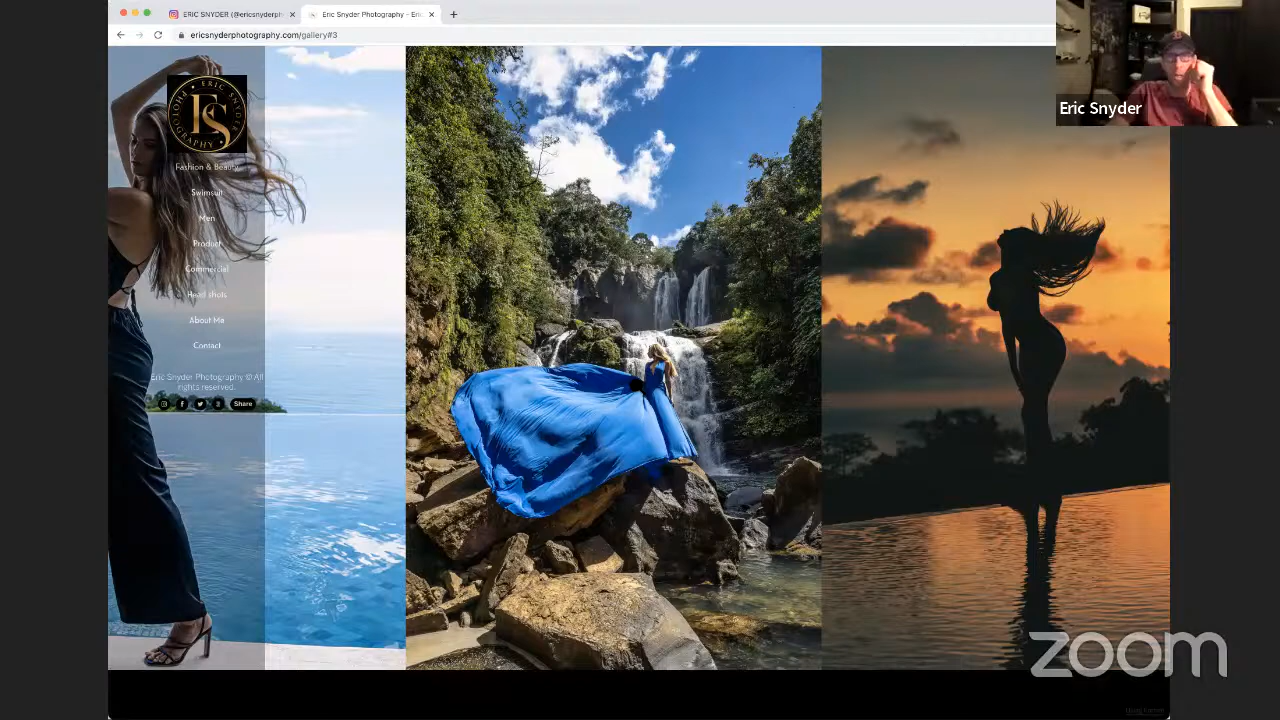 ERIC SNYDER (@ericsnyderph
Eric Snyder Photography - Eric
ericsnyderphotography.com/gallery#3
Eric Snyder
ERIC SNYDER
ES
PHOTOGRAPHY
Fashion & Beauty
Swimsuit
Men
Product
Commercial
Head shots
About Me
Contact
Eric Snyder Photography © All
rights reserved.
Share
zoom